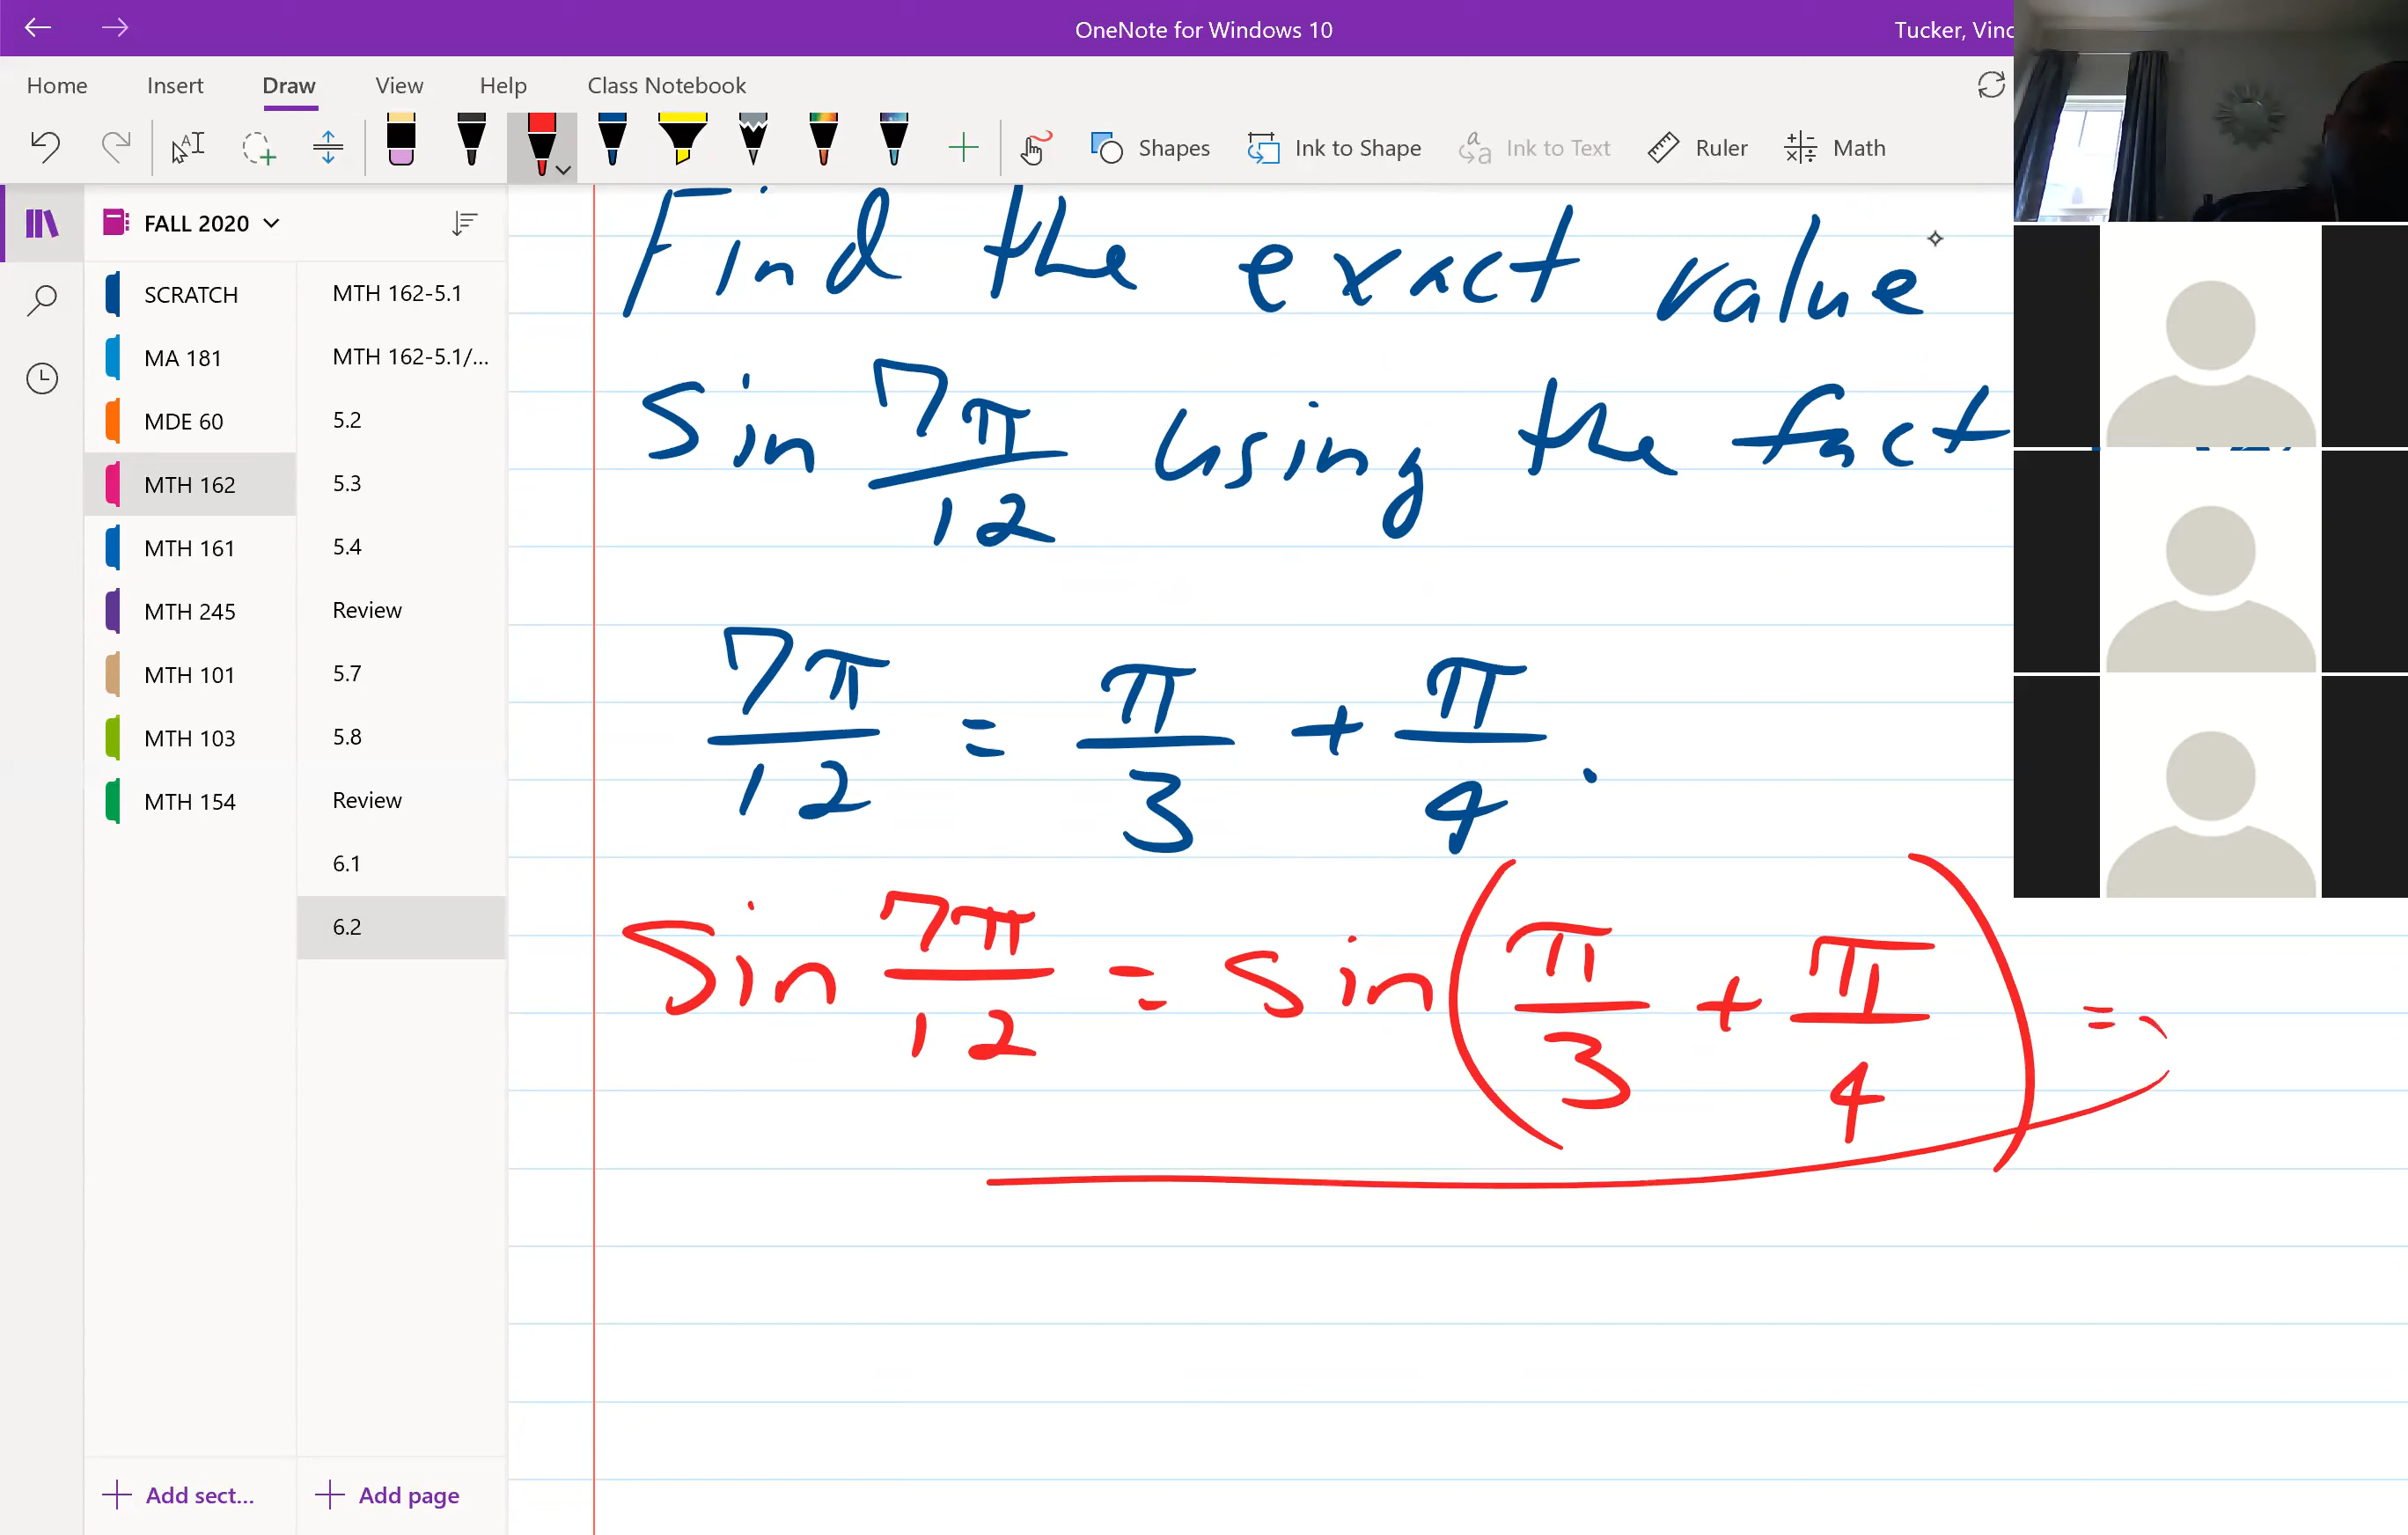 OneNote for Windows 10
Tucker, Vinc
Home Insert Draw View Help Class Notebook
Shapes Ink to Shape Ink to Text Ruler Math
FALL 2020
SCRATCH
MA 181
MDE 60
MTH 162
MTH 161
MTH 245
MTH 101
MTH 103
MTH 154
Add sect...
MTH 162-5.1
MTH 162-5.1/...
5.2
5.3
5.4
Review
5.7
5.8
Review
6.1
6.2
Add page
Find the exact value
Sin 7π/12 using the fact
7π/12 = π/3 + π/4.
Sin 7π/12 = sin(π/3 + π/4) =